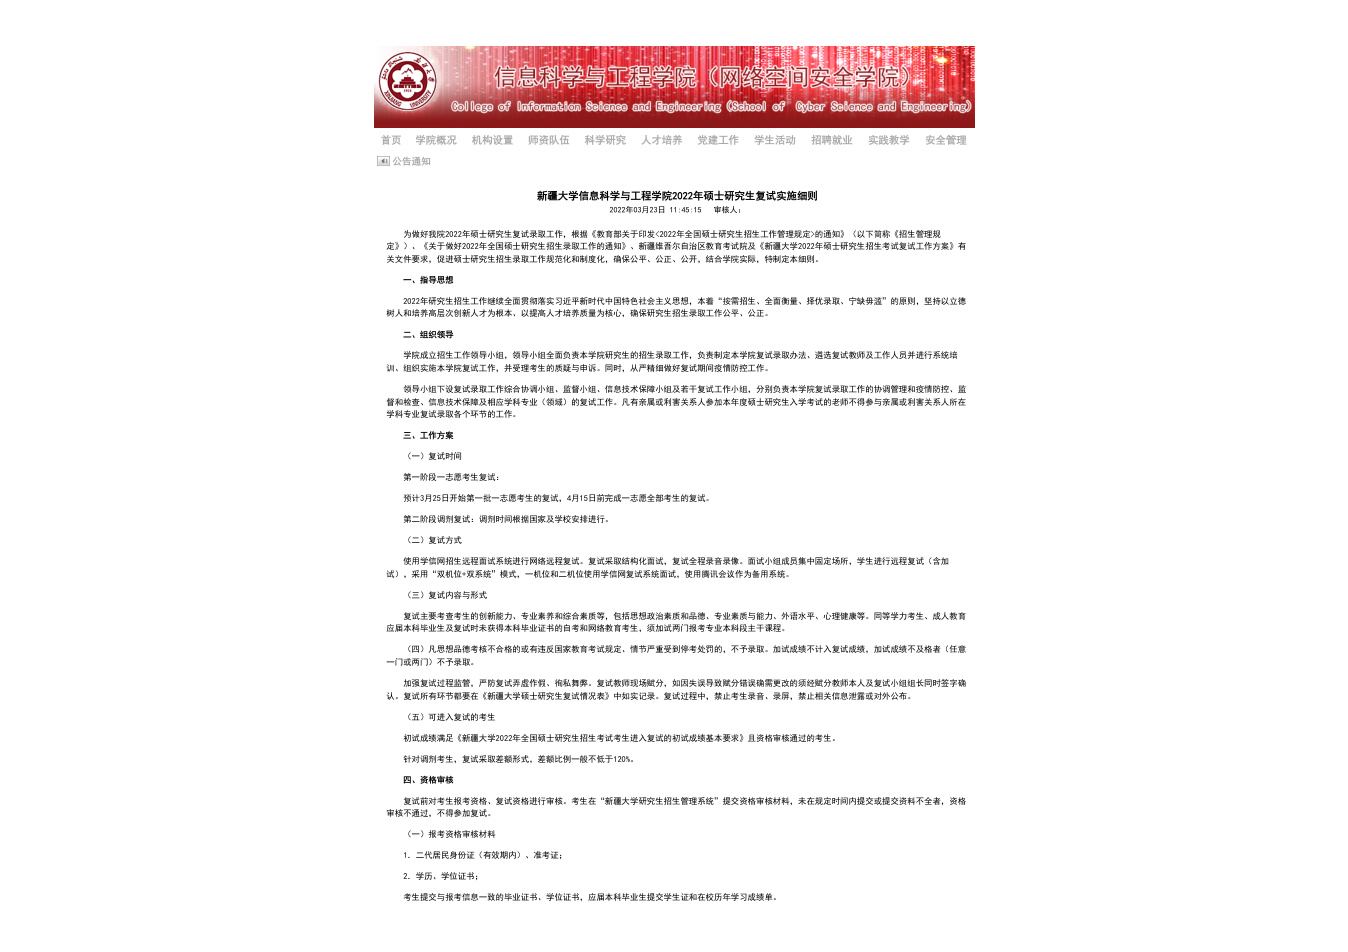 信息科学与工程学院（网络空间安全学院）
College of Information Science and Engineering (School of Cyber Science and Engineering)
XINJIANG UNIVERSITY
首页 学院概况 机构设置 师资队伍 科学研究 人才培养 党建工作 学生活动 招聘就业 实践教学 安全管理
公告通知
新疆大学信息科学与工程学院2022年硕士研究生复试实施细则
2022年03月23日 11:45:15 审核人：
为做好我院2022年硕士研究生复试录取工作，根据《教育部关于印发<2022年全国硕士研究生招生工作管理规定>的通知》（以下简称《招生管理规
定》）、《关于做好2022年全国硕士研究生招生录取工作的通知》、新疆维吾尔自治区教育考试院及《新疆大学2022年硕士研究生招生考试复试工作方案》有
关文件要求，促进硕士研究生招生录取工作规范化和制度化，确保公平、公正、公开，结合学院实际，特制定本细则。
一、指导思想
2022年研究生招生工作继续全面贯彻落实习近平新时代中国特色社会主义思想，本着“按需招生、全面衡量、择优录取、宁缺毋滥”的原则，坚持以立德
树人和培养高层次创新人才为根本、以提高人才培养质量为核心，确保研究生招生录取工作公平、公正。
二、组织领导
学院成立招生工作领导小组，领导小组全面负责本学院研究生的招生录取工作，负责制定本学院复试录取办法、遴选复试教师及工作人员并进行系统培
训、组织实施本学院复试工作，并受理考生的质疑与申诉。同时，从严精细做好复试期间疫情防控工作。
领导小组下设复试录取工作综合协调小组、监督小组、信息技术保障小组及若干复试工作小组，分别负责本学院复试录取工作的协调管理和疫情防控、监
督和检查、信息技术保障及相应学科专业（领域）的复试工作。凡有亲属或利害关系人参加本年度硕士研究生入学考试的老师不得参与亲属或利害关系人所在
学科专业复试录取各个环节的工作。
三、工作方案
（一）复试时间
第一阶段一志愿考生复试：
预计3月25日开始第一批一志愿考生的复试，4月15日前完成一志愿全部考生的复试。
第二阶段调剂复试：调剂时间根据国家及学校安排进行。
（二）复试方式
使用学信网招生远程面试系统进行网络远程复试。复试采取结构化面试，复试全程录音录像。面试小组成员集中固定场所，学生进行远程复试（含加
试），采用“双机位+双系统”模式，一机位和二机位使用学信网复试系统面试，使用腾讯会议作为备用系统。
（三）复试内容与形式
复试主要考查考生的创新能力、专业素养和综合素质等，包括思想政治素质和品德、专业素质与能力、外语水平、心理健康等。同等学力考生、成人教育
应届本科毕业生及复试时未获得本科毕业证书的自考和网络教育考生，须加试两门报考专业本科段主干课程。
（四）凡思想品德考核不合格的或有违反国家教育考试规定、情节严重受到停考处罚的，不予录取。加试成绩不计入复试成绩，加试成绩不及格者（任意
一门或两门）不予录取。
加强复试过程监管，严防复试弄虚作假、徇私舞弊。复试教师现场赋分，如因失误导致赋分错误确需更改的须经赋分教师本人及复试小组组长同时签字确
认。复试所有环节都要在《新疆大学硕士研究生复试情况表》中如实记录。复试过程中，禁止考生录音、录屏，禁止相关信息泄露或对外公布。
（五）可进入复试的考生
初试成绩满足《新疆大学2022年全国硕士研究生招生考试考生进入复试的初试成绩基本要求》且资格审核通过的考生。
针对调剂考生，复试采取差额形式，差额比例一般不低于120%。
四、资格审核
复试前对考生报考资格、复试资格进行审核。考生在“新疆大学研究生招生管理系统”提交资格审核材料，未在规定时间内提交或提交资料不全者，资格
审核不通过，不得参加复试。
（一）报考资格审核材料
1. 二代居民身份证（有效期内）、准考证；
2. 学历、学位证书；
考生提交与报考信息一致的毕业证书、学位证书，应届本科毕业生提交学生证和在校历年学习成绩单。